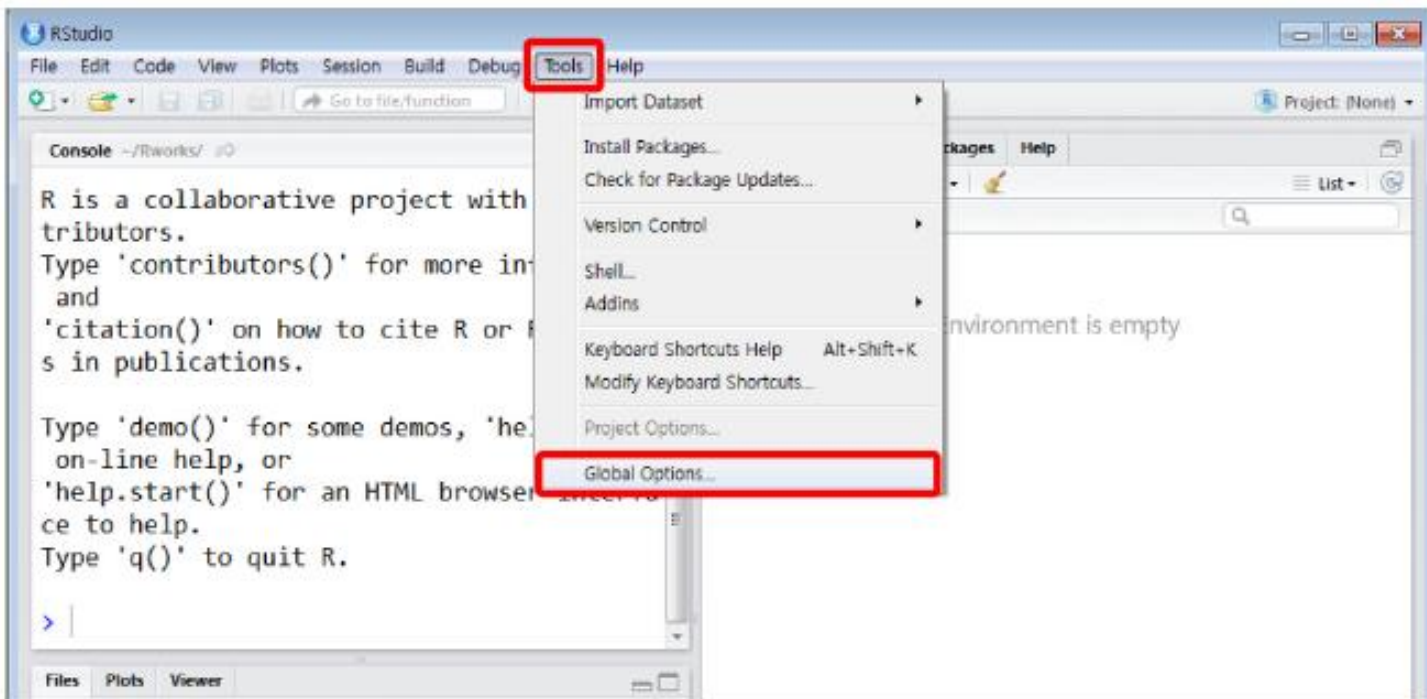 RStudio
File Edit Code View Plots Session Build Debug Tools Help
Go to file/function
Project: (None)
Import Dataset
Install Packages...
Check for Package Updates...
Version Control
Shell...
Addins
Keyboard Shortcuts Help Alt+Shift+K
Modify Keyboard Shortcuts...
Project Options...
Global Options...
Console ~/Rworks/
R is a collaborative project with
tributors.
Type 'contributors()' for more in
and
'citation()' on how to cite R or
s in publications.
Type 'demo()' for some demos, 'he
on-line help, or
'help.start()' for an HTML browser
ce to help.
Type 'q()' to quit R.
>
Files Plots Viewer
ckages Help
List
nvironment is empty